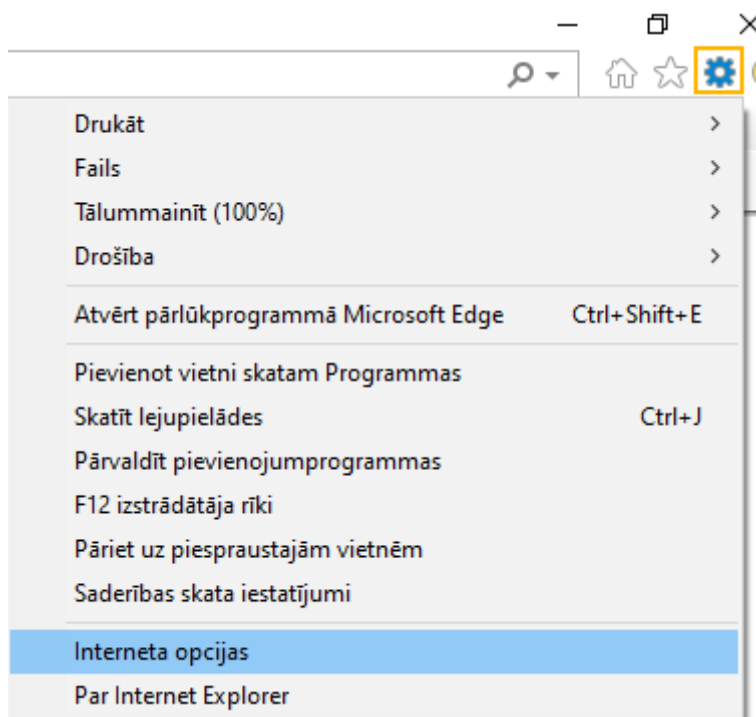 Drukāt
Fails
Tālummainīt (100%)
Drošība
Atvērt pārlūkprogrammā Microsoft Edge Ctrl+Shift+E
Pievienot vietni skatam Programmas
Skatīt lejupielādes Ctrl+J
Pārvaldīt pievienojumprogrammas
F12 izstrādātāja rīki
Pāriet uz piespraustajām vietnēm
Saderības skata iestatījumi
Interneta opcijas
Par Internet Explorer